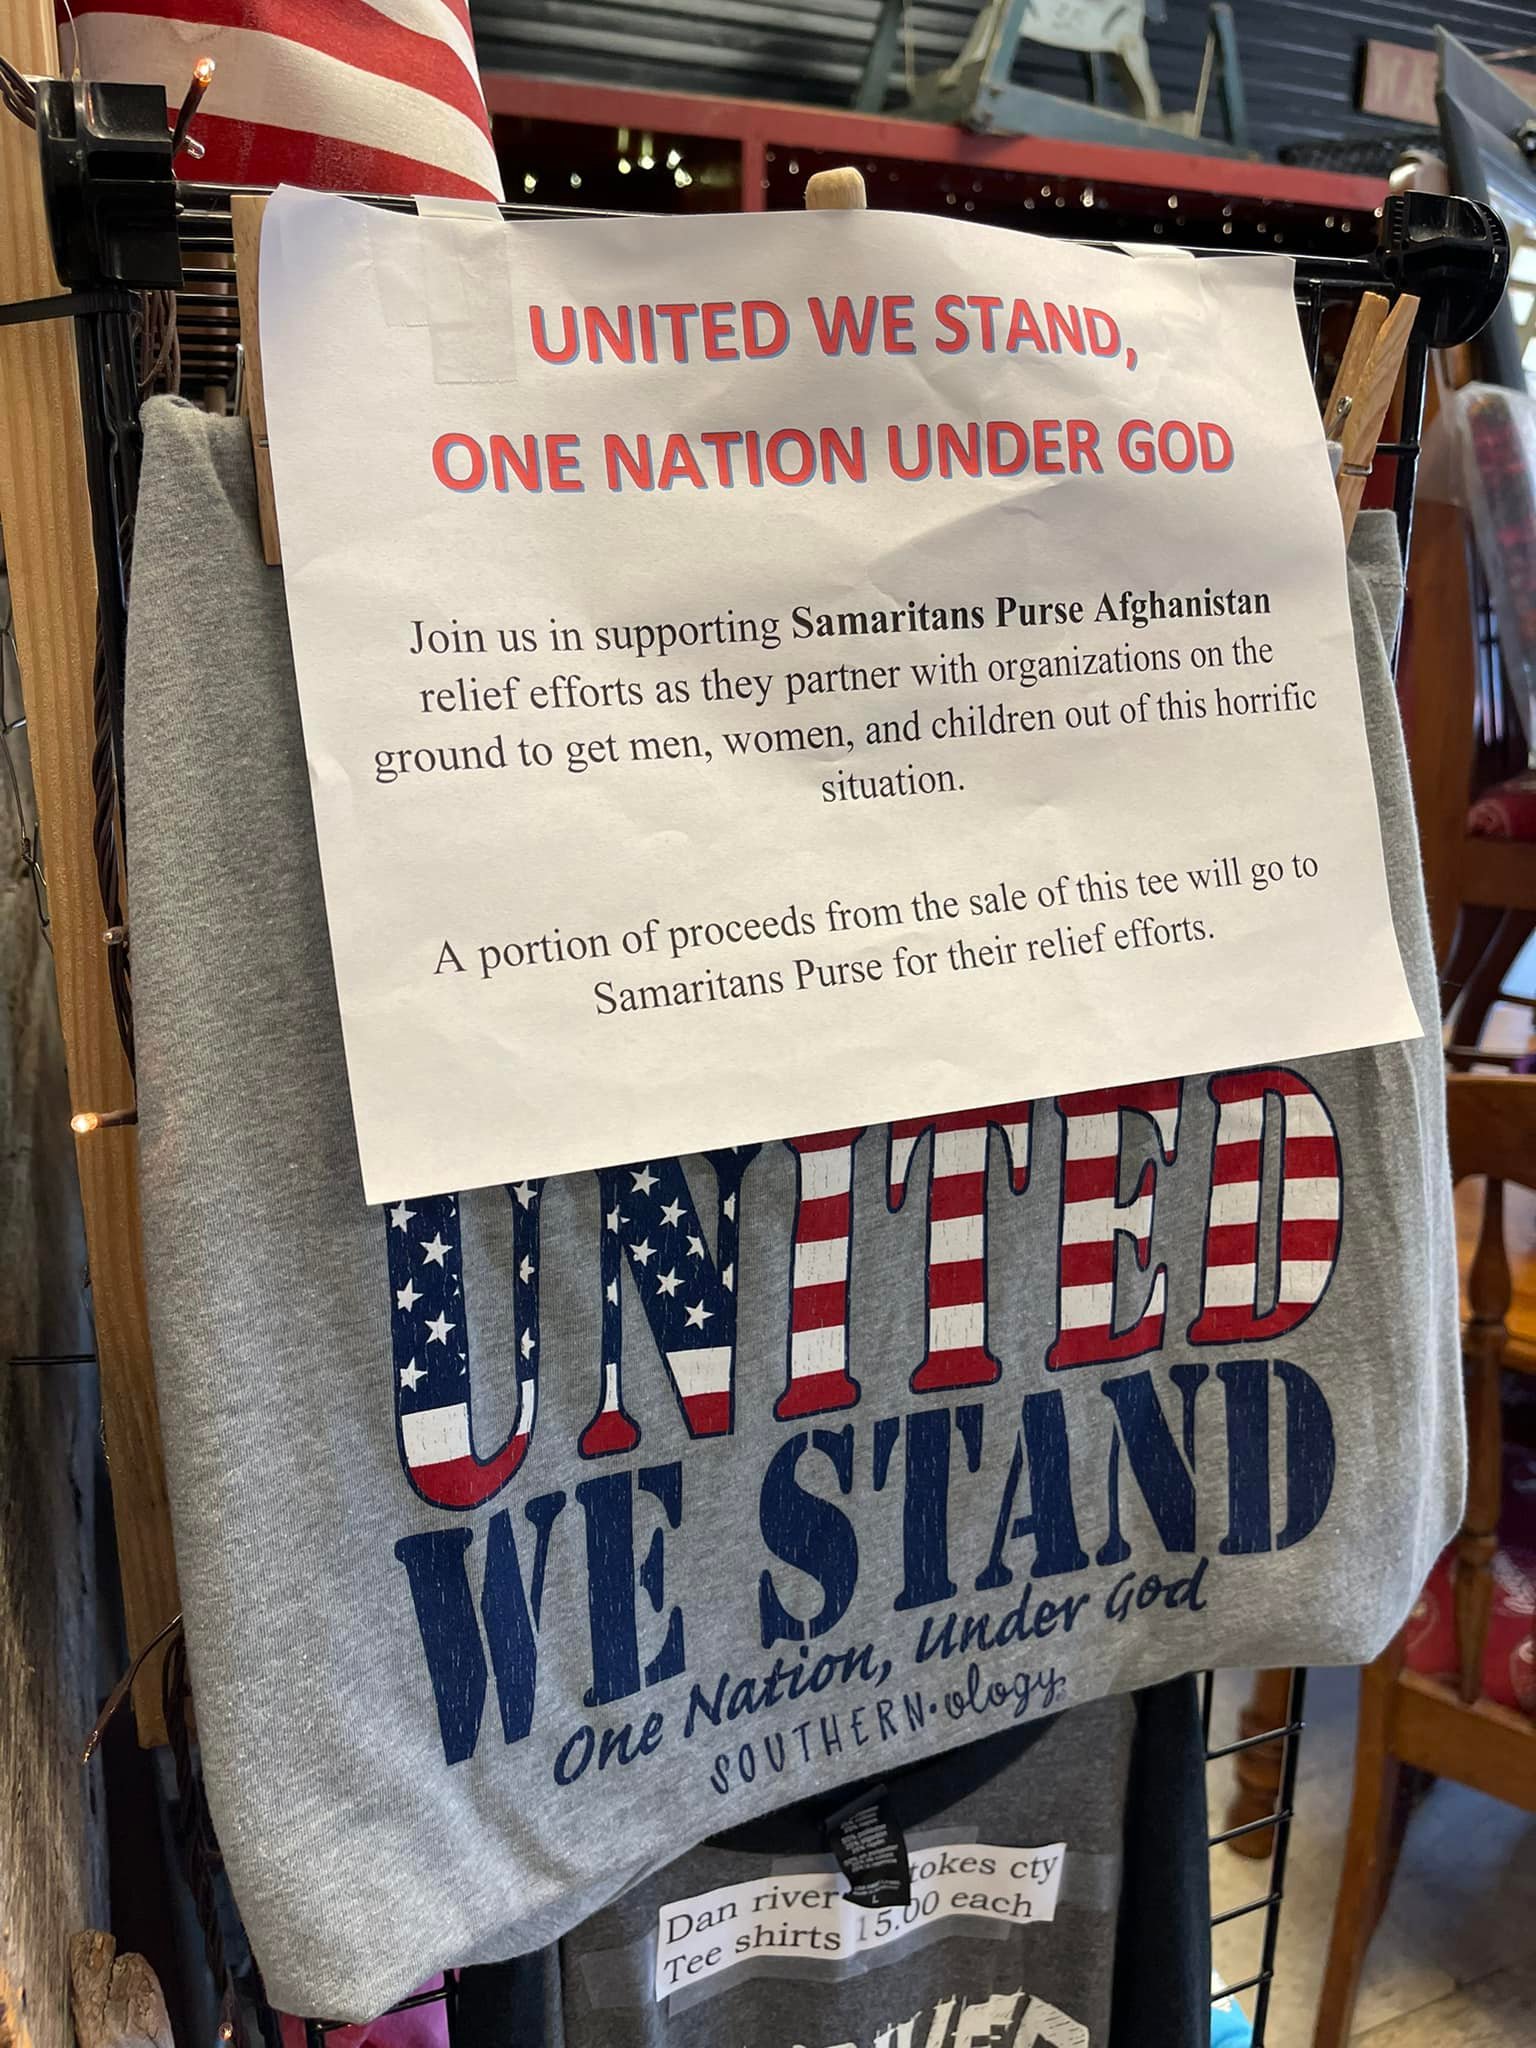 MA
UNITED WE STAND,
ONE NATION UNDER GOD
Join us in supporting Samaritans Purse Afghanistan
relief efforts as they partner with organizations on the
ground to get men, women, and children out of this horrific
situation.
A portion of proceeds from the sale of this tee will go to
Samaritans Purse for their relief efforts.
UNITED
WE STAND
One Nation, Under God
SOUTHERN•ology
Dan river tokes cty
Tee shirts 15.00 each
L